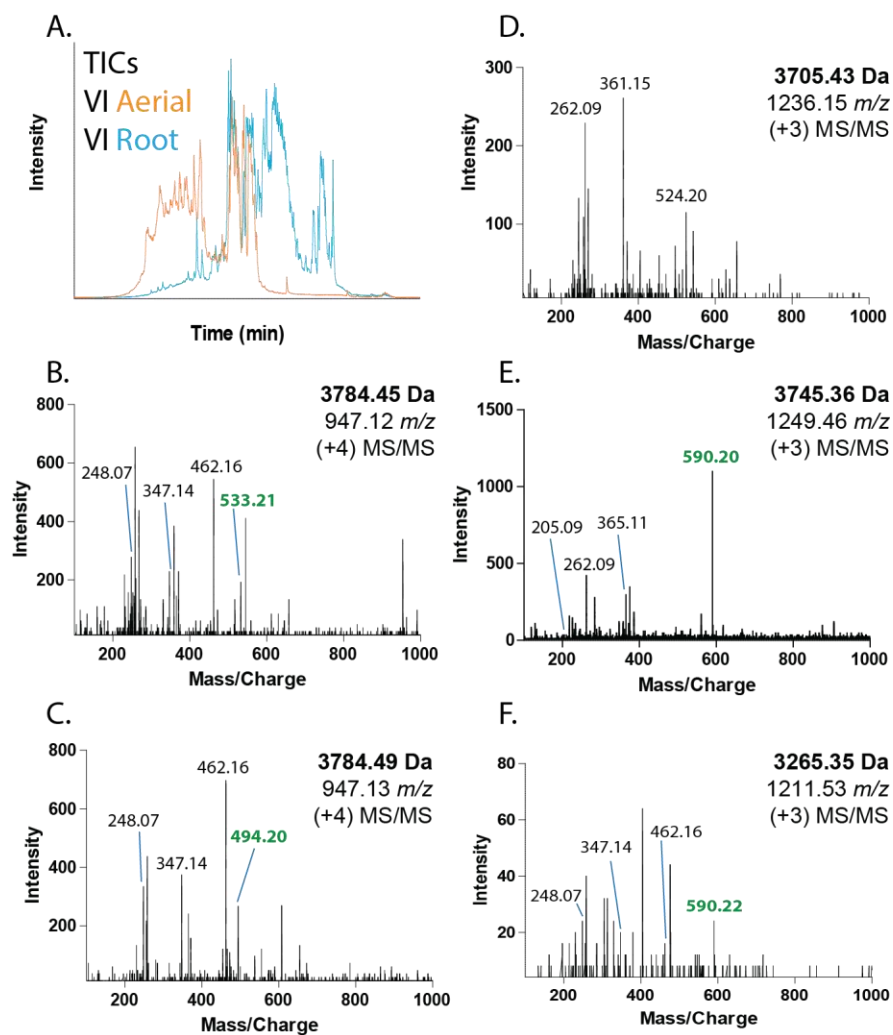 A.
TICs
VI Aerial
VI Root
Intensity
Time (min)
B.
3784.45 Da
947.12 m/z
(+4) MS/MS
800
600
400
200
Intensity
248.07
347.14
462.16
533.21
200 400 600 800 1000
Mass/Charge
C.
3784.49 Da
947.13 m/z
(+4) MS/MS
800
600
400
200
Intensity
248.07
347.14
462.16
494.20
200 400 600 800 1000
Mass/Charge
D.
3705.43 Da
1236.15 m/z
(+3) MS/MS
300
200
100
Intensity
262.09
361.15
524.20
200 400 600 800 1000
Mass/Charge
E.
3745.36 Da
1249.46 m/z
(+3) MS/MS
1500
1000
500
0
Intensity
205.09
262.09
365.11
590.20
200 400 600 800 1000
Mass/Charge
F.
3265.35 Da
1211.53 m/z
(+3) MS/MS
80
60
40
20
Intensity
248.07
347.14
462.16
590.22
200 400 600 800 1000
Mass/Charge